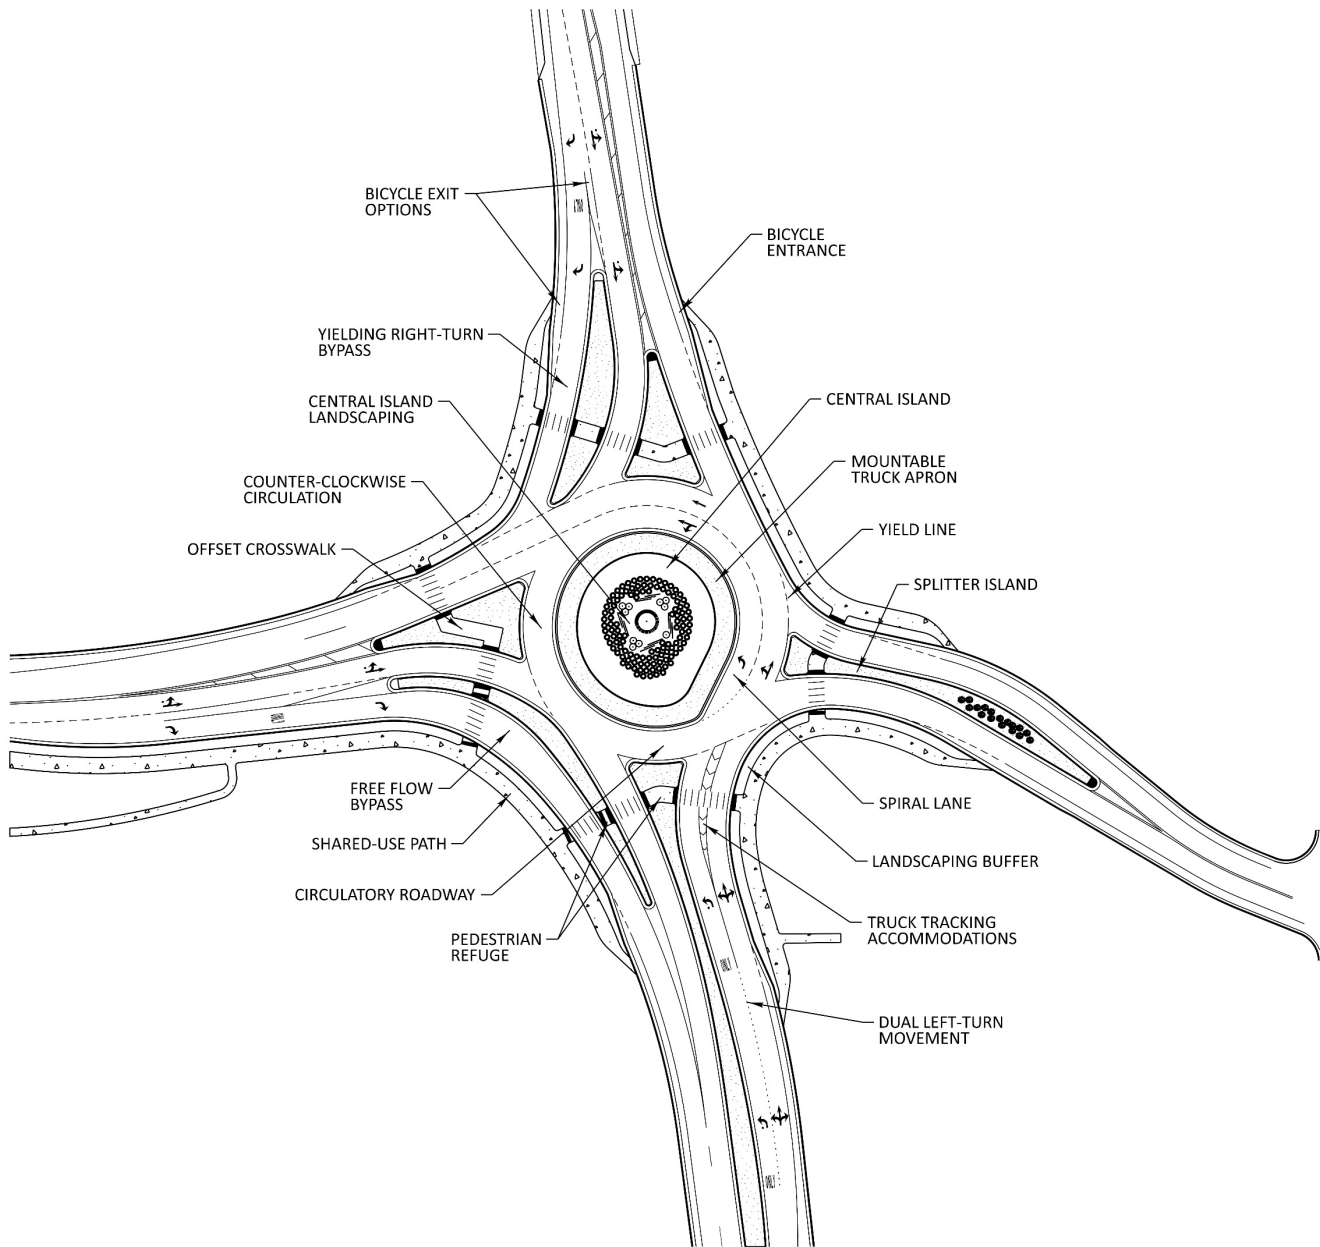 BICYCLE EXIT
OPTIONS
BICYCLE
ENTRANCE
YIELDING RIGHT-TURN
BYPASS
CENTRAL ISLAND
LANDSCAPING
CENTRAL ISLAND
MOUNTABLE
TRUCK APRON
COUNTER-CLOCKWISE
CIRCULATION
YIELD LINE
OFFSET CROSSWALK
SPLITTER ISLAND
FREE FLOW
BYPASS
SPIRAL LANE
SHARED-USE PATH
LANDSCAPING BUFFER
CIRCULATORY ROADWAY
TRUCK TRACKING
ACCOMMODATIONS
PEDESTRIAN
REFUGE
ONLY
DUAL LEFT-TURN
MOVEMENT
ONLY